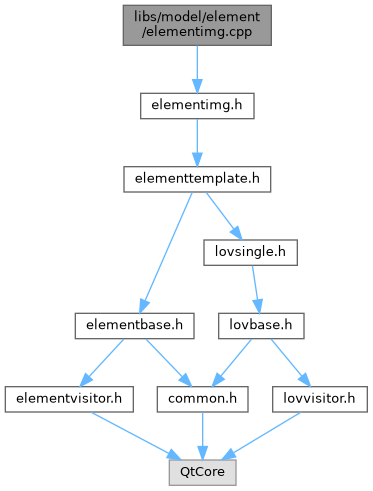 libs/model/element
/elementimg.cpp
elementimg.h
elementtemplate.h
lovsingle.h
elementbase.h
lovbase.h
elementvisitor.h
common.h
lovvisitor.h
QtCore